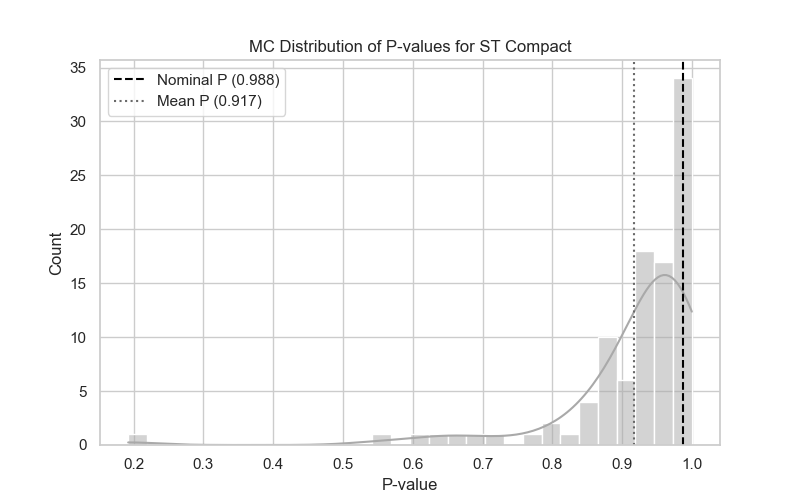 MC Distribution of P-values for ST Compact
Nominal P (0.988)
Mean P (0.917)
Count
35
30
25
20
15
10
5
0
0.2 0.3 0.4 0.5 0.6 0.7 0.8 0.9 1.0
P-value